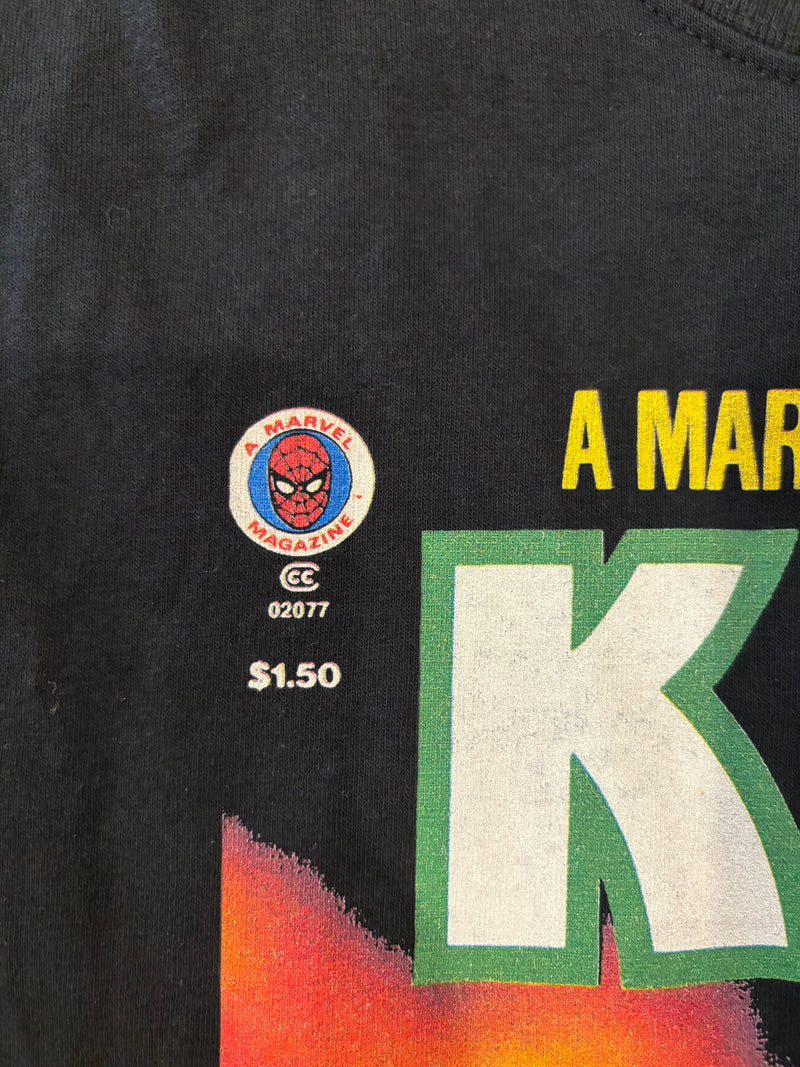 A MARVEL
MAGAZINE
CC
02077
$1.50
A MAR
K